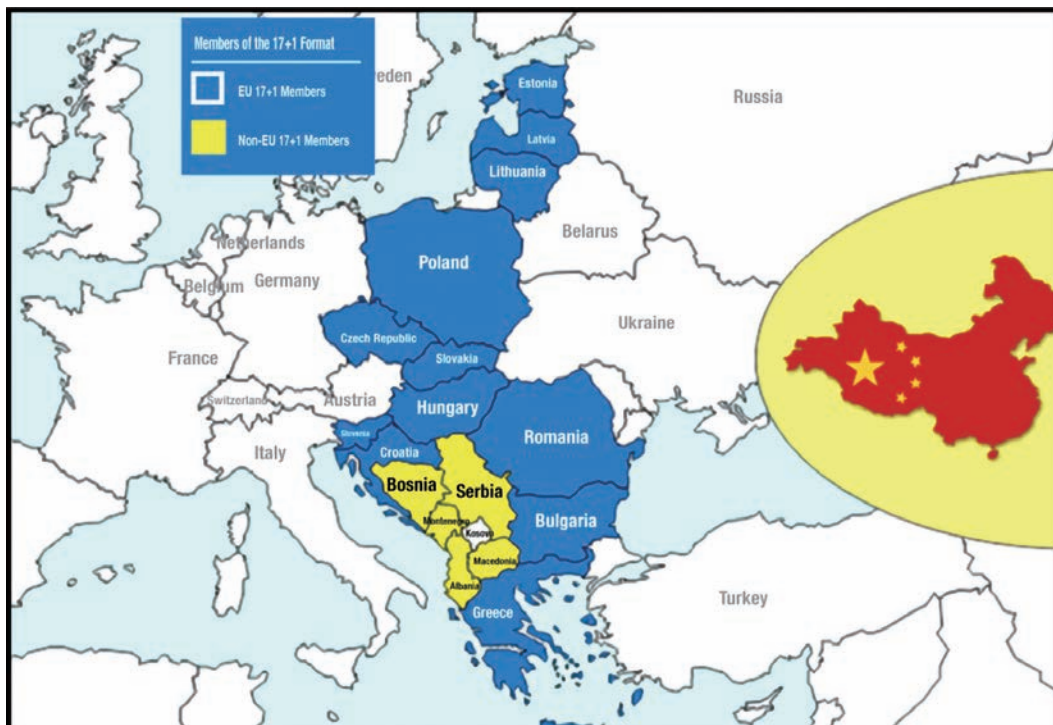 Members of the 17+1 Format
EU 17+1 Members
Non-EU 17+1 Members
weden
Estonia
Russia
Latvia
Lithuania
Belarus
Netherlands
Belgium
Germany
Poland
Ukraine
Czech Republic
Slovakia
France
Switzerland
Austria
Hungary
Slovenia
Romania
Croatia
Italy
Bosnia
Serbia
Montenegro
Kosovo
Bulgaria
Macedonia
Albania
Greece
Turkey